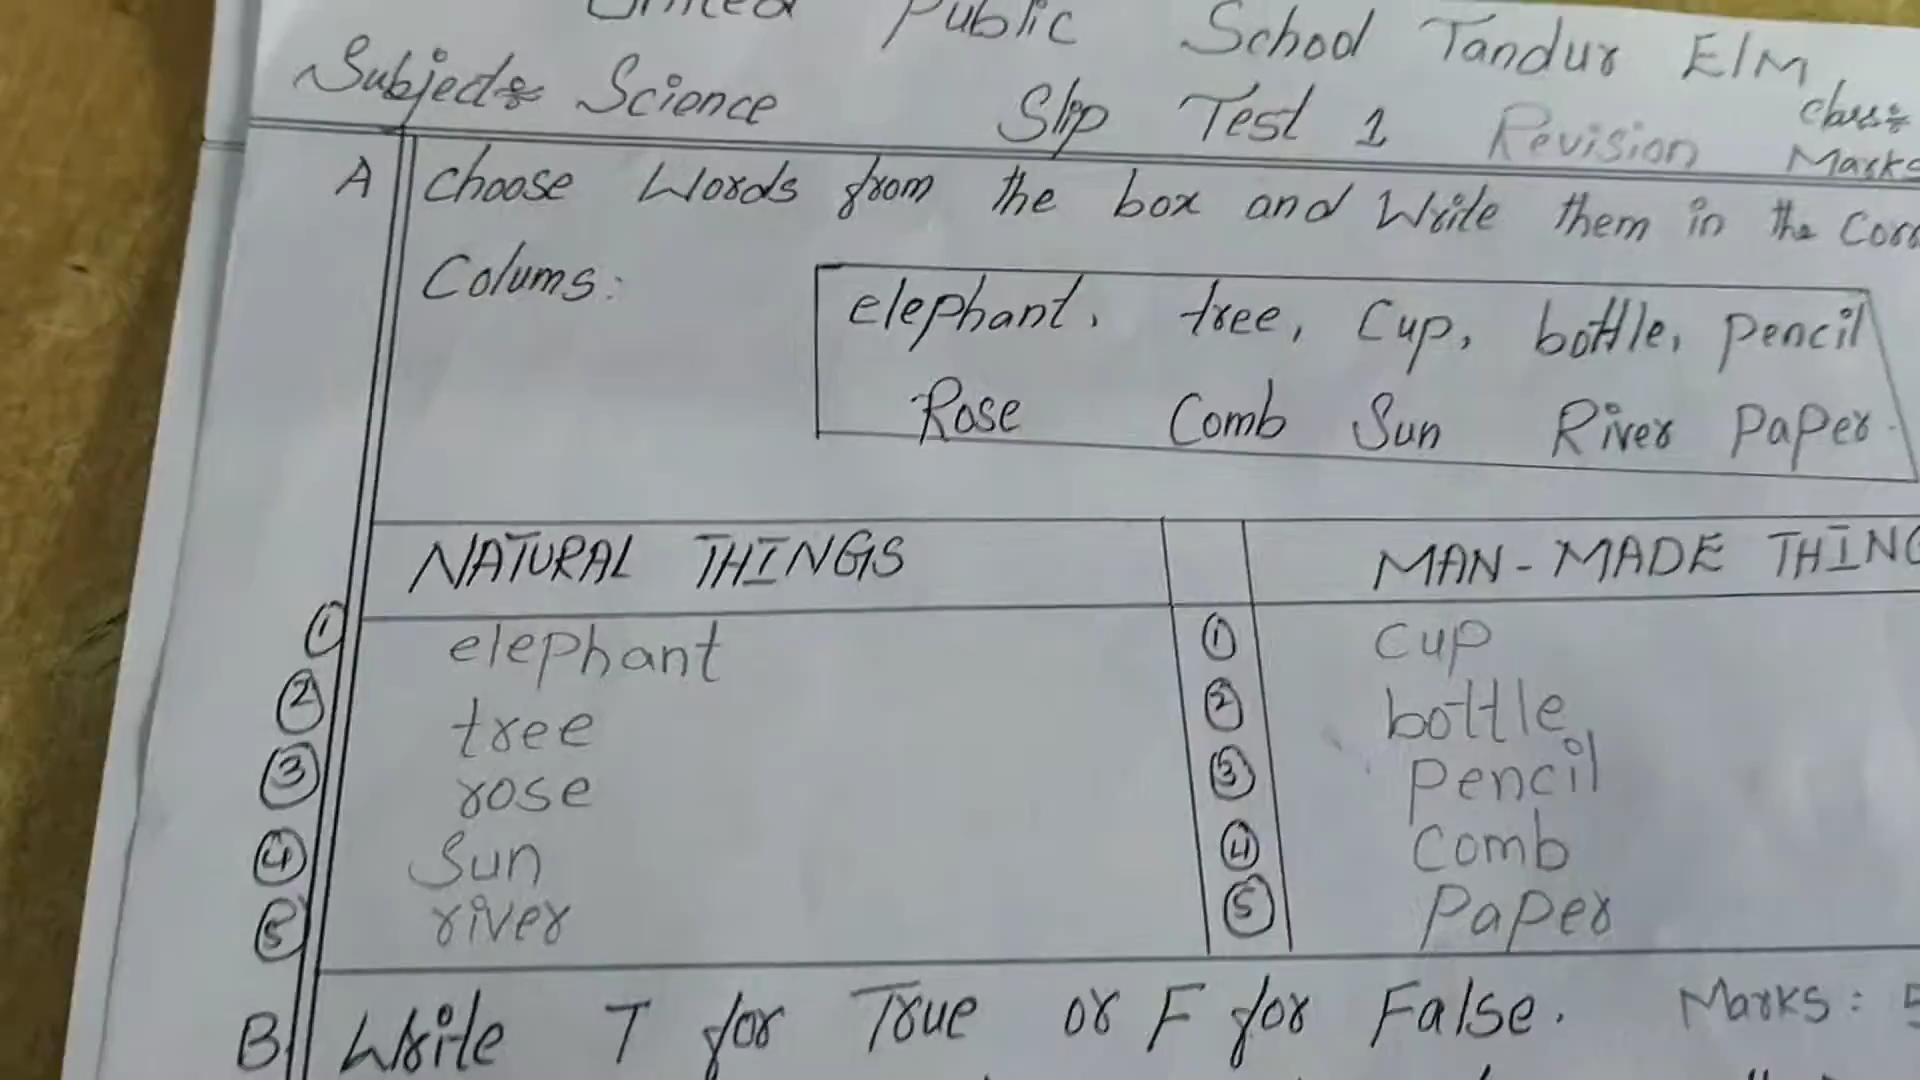 United Public School Tandur E/M
Subject: Science Slip Test 1 Revision Class:
Marks
A Choose Words from the box and Write them in the
Colums:
elephant, tree, Cup, bottle, pencil
Rose Comb Sun River Paper.
NATURAL THINGS MAN-MADE THING
1 elephant 1 cup
2 tree 2 bottle
3 rose 3 pencil
4 Sun 4 comb
5 river 5 Paper
B Write T for True or F for False. Marks: 5